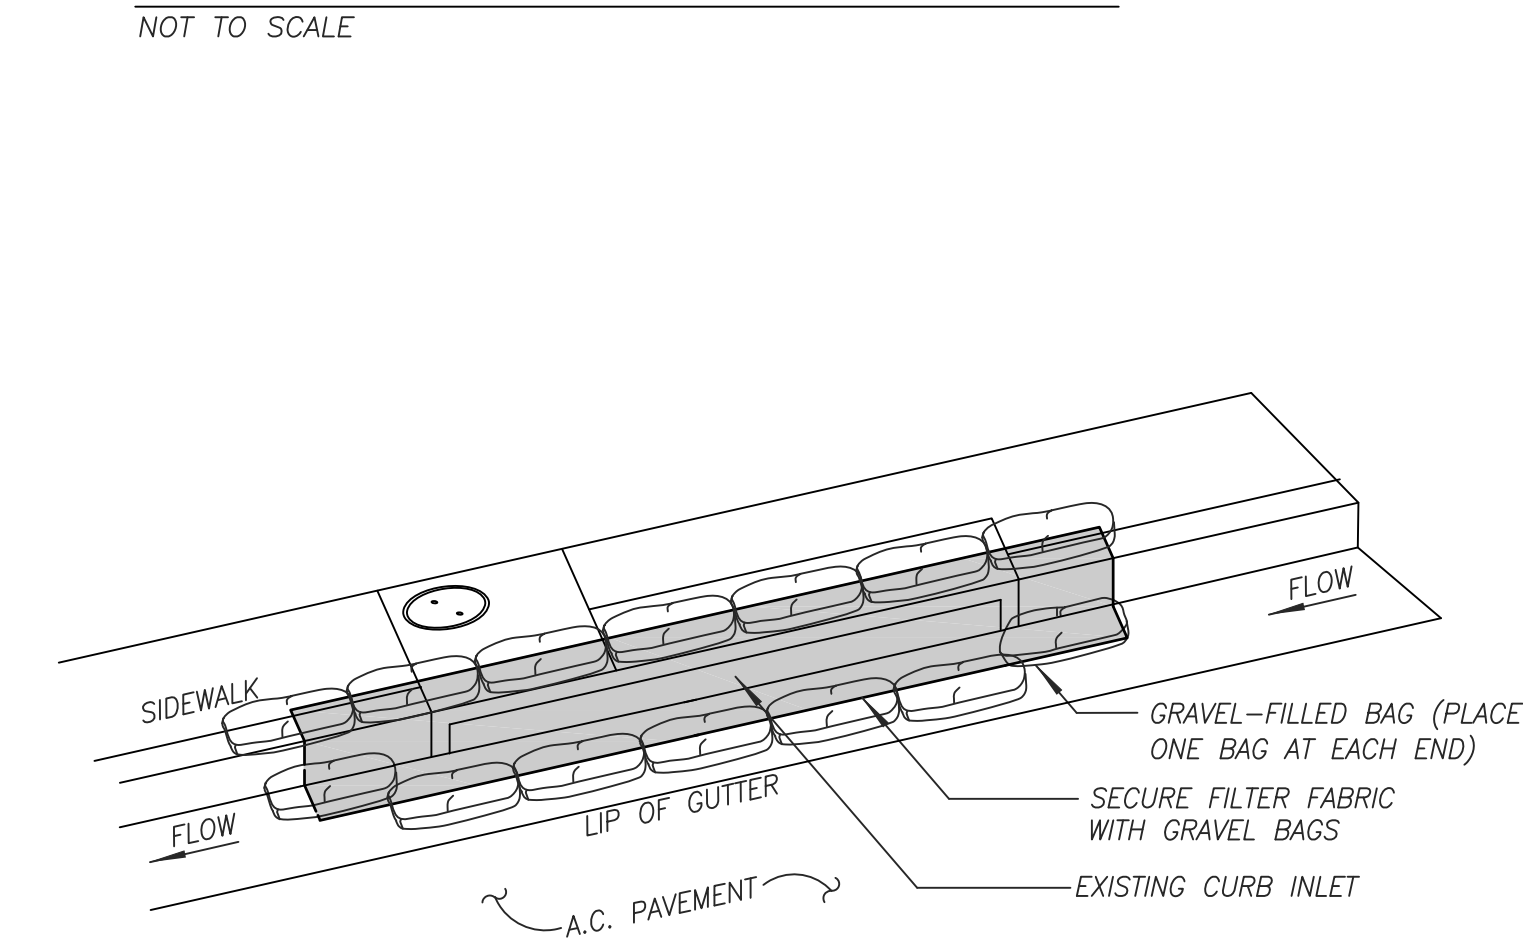 NOT TO SCALE
FLOW
SIDEWALK
GRAVEL-FILLED BAG (PLACE
ONE BAG AT EACH END)
SECURE FILTER FABRIC
WITH GRAVEL BAGS
LIP OF GUTTER
FLOW
EXISTING CURB INLET
A.C. PAVEMENT